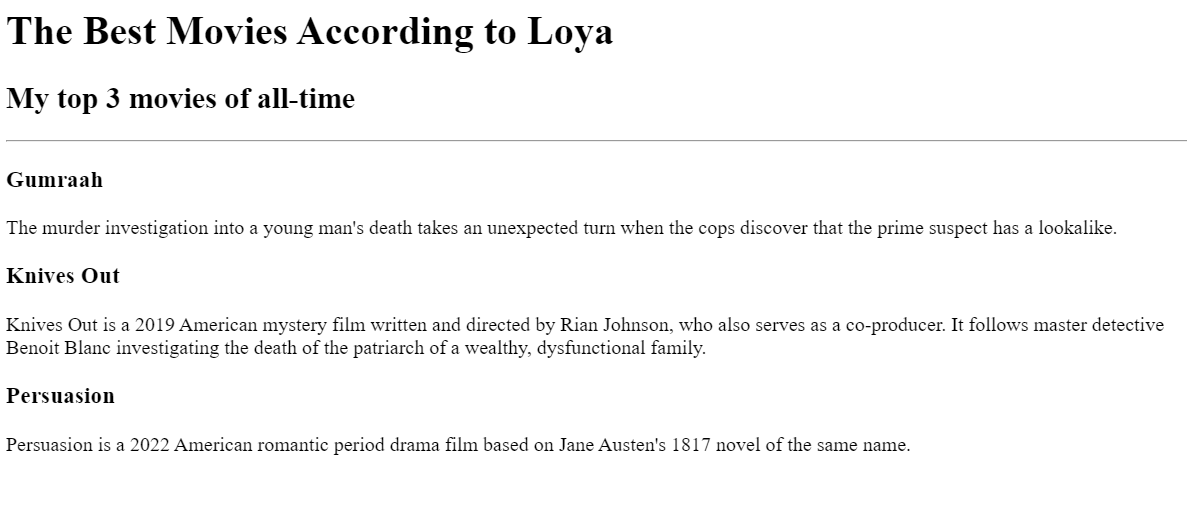 The Best Movies According to Loya
My top 3 movies of all-time
Gumraah
The murder investigation into a young man's death takes an unexpected turn when the cops discover that the prime suspect has a lookalike.
Knives Out
Knives Out is a 2019 American mystery film written and directed by Rian Johnson, who also serves as a co-producer. It follows master detective
Benoit Blanc investigating the death of the patriarch of a wealthy, dysfunctional family.
Persuasion
Persuasion is a 2022 American romantic period drama film based on Jane Austen's 1817 novel of the same name.